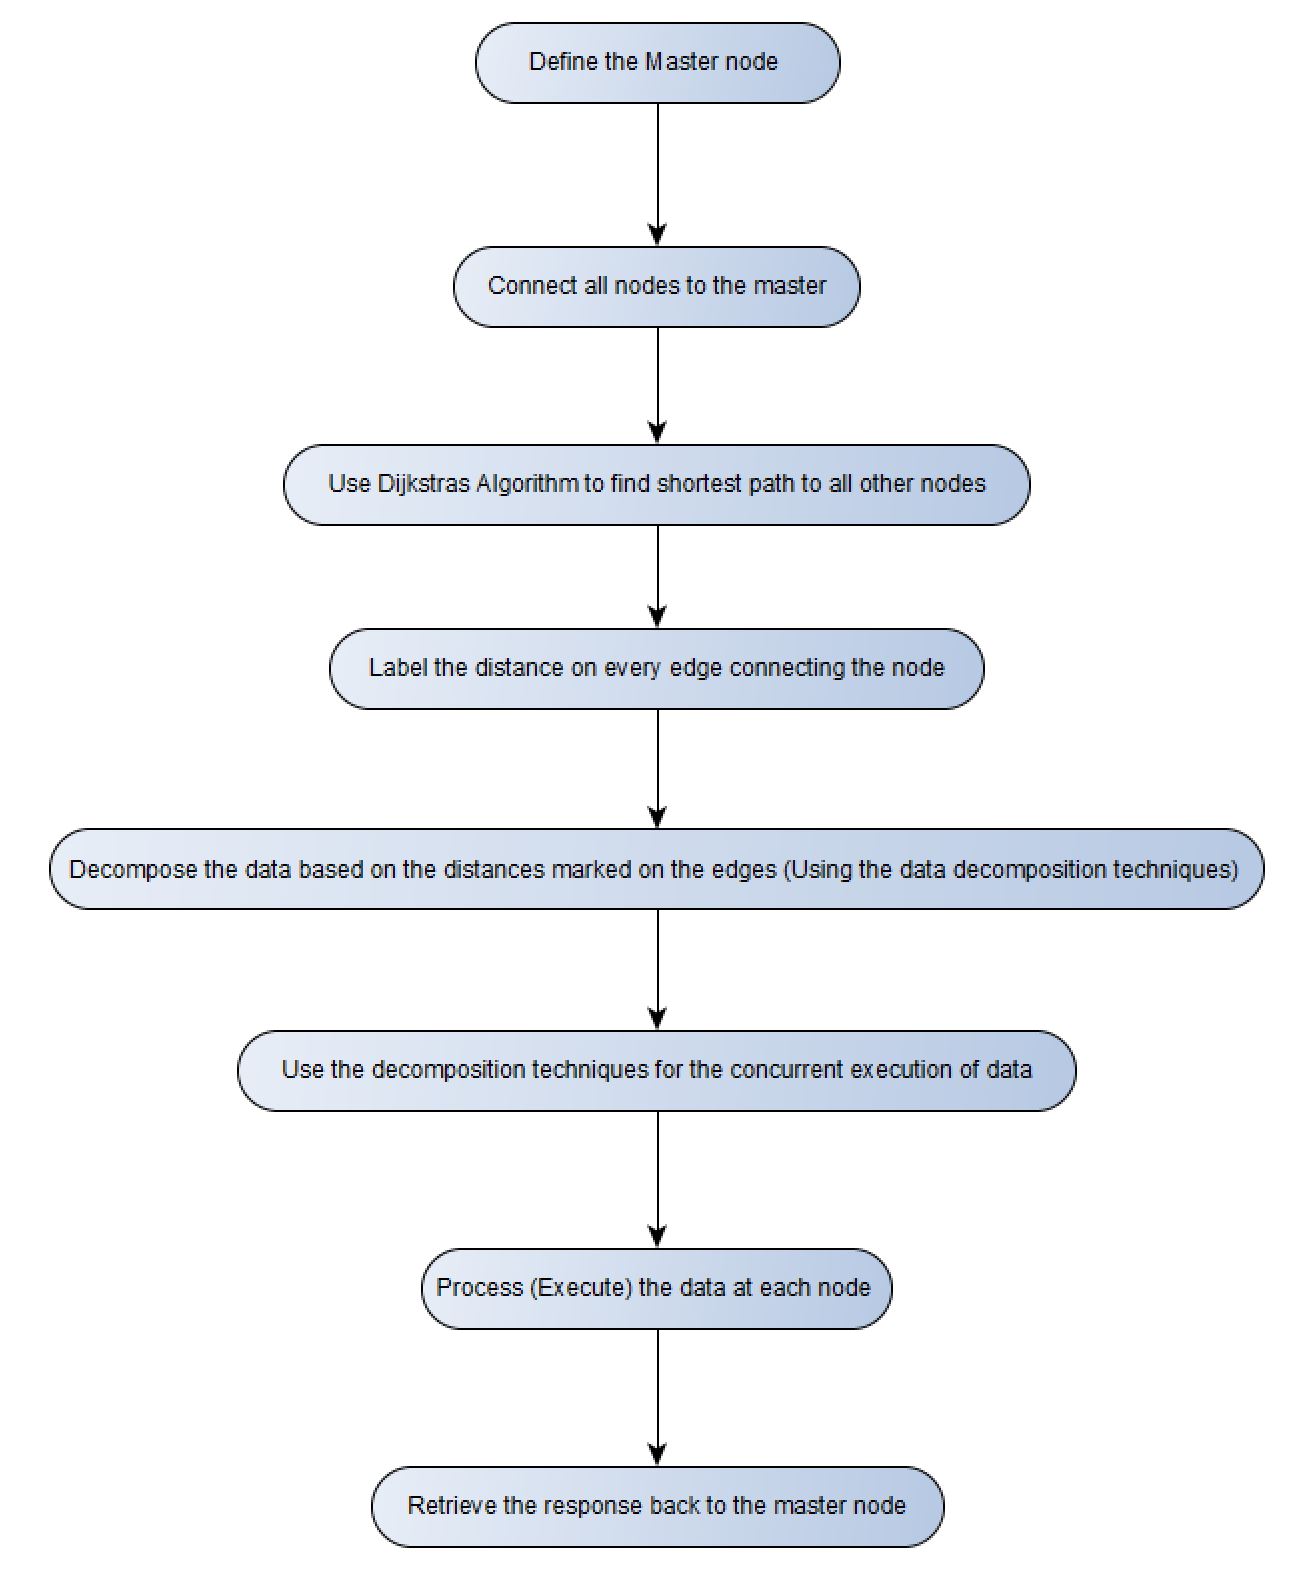 Define the Master node
Connect all nodes to the master
Use Dijkstras Algorithm to find shortest path to all other nodes
Label the distance on every edge connecting the node
Decompose the data based on the distances marked on the edges (Using the data decomposition techniques)
Use the decomposition techniques for the concurrent execution of data
Process (Execute) the data at each node
Retrieve the response back to the master node